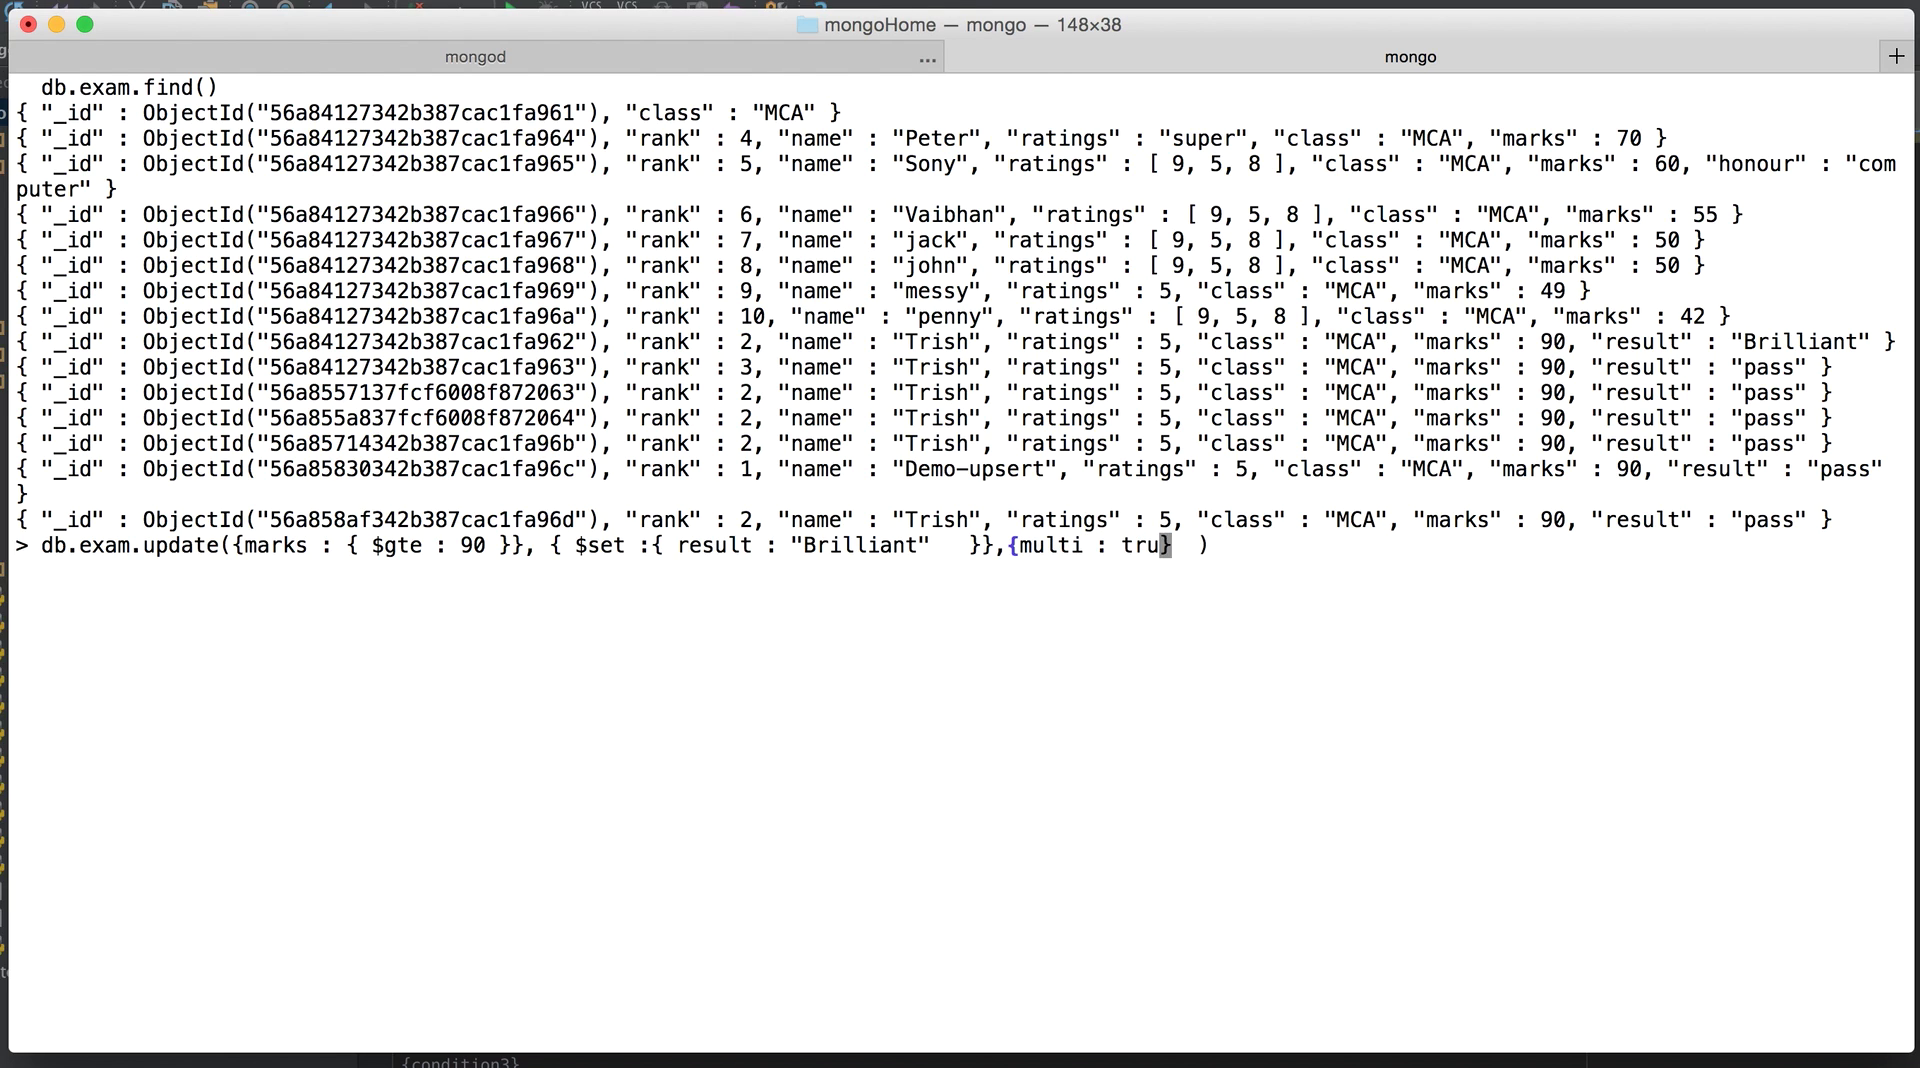 VCS VCS
mongoHome — mongo — 148×38
mongod ... mongo +
db.exam.find()
{ "_id" : ObjectId("56a84127342b387cac1fa961"), "class" : "MCA" }
{ "_id" : ObjectId("56a84127342b387cac1fa964"), "rank" : 4, "name" : "Peter", "ratings" : "super", "class" : "MCA", "marks" : 70 }
{ "_id" : ObjectId("56a84127342b387cac1fa965"), "rank" : 5, "name" : "Sony", "ratings" : [ 9, 5, 8 ], "class" : "MCA", "marks" : 60, "honour" : "com
puter" }
{ "_id" : ObjectId("56a84127342b387cac1fa966"), "rank" : 6, "name" : "Vaibhan", "ratings" : [ 9, 5, 8 ], "class" : "MCA", "marks" : 55 }
{ "_id" : ObjectId("56a84127342b387cac1fa967"), "rank" : 7, "name" : "jack", "ratings" : [ 9, 5, 8 ], "class" : "MCA", "marks" : 50 }
{ "_id" : ObjectId("56a84127342b387cac1fa968"), "rank" : 8, "name" : "john", "ratings" : [ 9, 5, 8 ], "class" : "MCA", "marks" : 50 }
{ "_id" : ObjectId("56a84127342b387cac1fa969"), "rank" : 9, "name" : "messy", "ratings" : 5, "class" : "MCA", "marks" : 49 }
{ "_id" : ObjectId("56a84127342b387cac1fa96a"), "rank" : 10, "name" : "penny", "ratings" : [ 9, 5, 8 ], "class" : "MCA", "marks" : 42 }
{ "_id" : ObjectId("56a84127342b387cac1fa962"), "rank" : 2, "name" : "Trish", "ratings" : 5, "class" : "MCA", "marks" : 90, "result" : "Brilliant" }
{ "_id" : ObjectId("56a84127342b387cac1fa963"), "rank" : 3, "name" : "Trish", "ratings" : 5, "class" : "MCA", "marks" : 90, "result" : "pass" }
{ "_id" : ObjectId("56a8557137fcf6008f872063"), "rank" : 2, "name" : "Trish", "ratings" : 5, "class" : "MCA", "marks" : 90, "result" : "pass" }
{ "_id" : ObjectId("56a855a837fcf6008f872064"), "rank" : 2, "name" : "Trish", "ratings" : 5, "class" : "MCA", "marks" : 90, "result" : "pass" }
{ "_id" : ObjectId("56a85714342b387cac1fa96b"), "rank" : 2, "name" : "Trish", "ratings" : 5, "class" : "MCA", "marks" : 90, "result" : "pass" }
{ "_id" : ObjectId("56a85830342b387cac1fa96c"), "rank" : 1, "name" : "Demo-upsert", "ratings" : 5, "class" : "MCA", "marks" : 90, "result" : "pass"
}
{ "_id" : ObjectId("56a858af342b387cac1fa96d"), "rank" : 2, "name" : "Trish", "ratings" : 5, "class" : "MCA", "marks" : 90, "result" : "pass" }
> db.exam.update({marks : { $gte : 90 }}, { $set :{ result : "Brilliant"   }},{multi : tru}  )
{condition3}